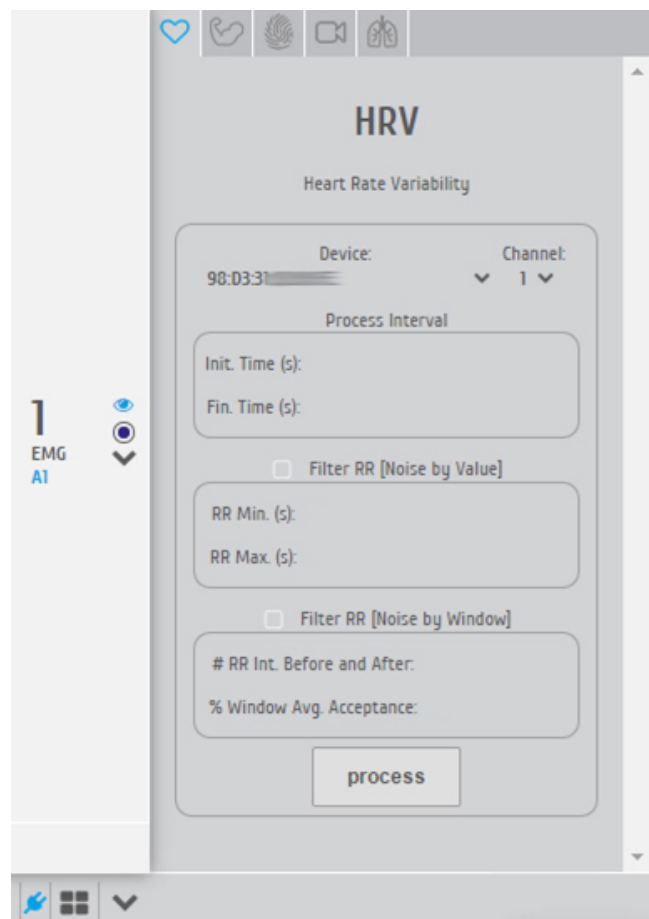 HRV
Heart Rate Variability
Device: Channel:
98:D3:31 1
Process Interval
Init. Time (s):
Fin. Time (s):
1
EMG
A1
Filter RR [Noise by Value]
RR Min. (s):
RR Max. (s):
Filter RR [Noise by Window]
# RR Int. Before and After:
% Window Avg. Acceptance:
process